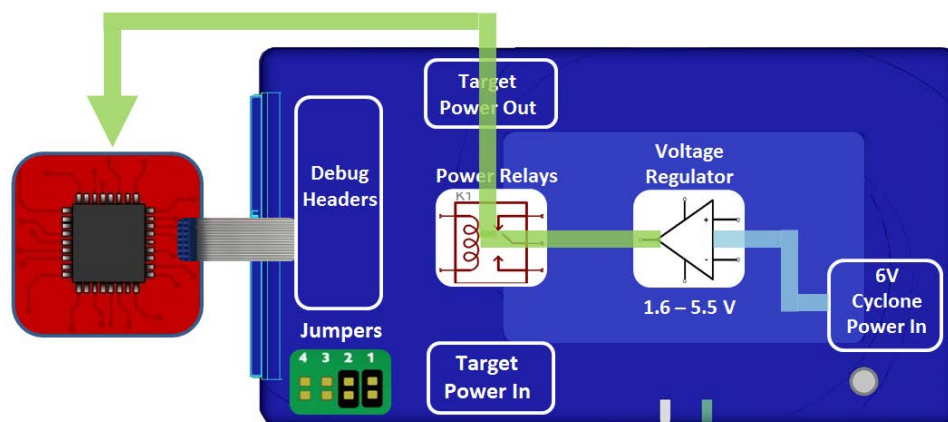 Target
Power Out
Debug
Headers
Power Relays
K1
Voltage
Regulator
+
-
1.6 – 5.5 V
6V
Cyclone
Power In
Jumpers
4 3 2 1
Target
Power In